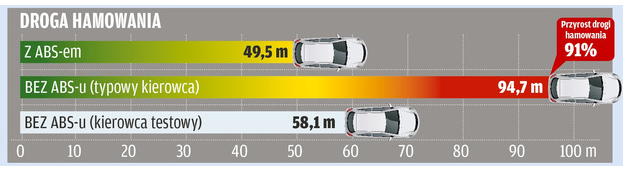 DROGA HAMOWANIA
Przyrost drogi
hamowania
91%
Z ABS-em 49,5 m
BEZ ABS-u (typowy kierowca) 94,7 m
BEZ ABS-u (kierowca testowy) 58,1 m
0 10 20 30 40 50 60 70 80 90 100 m